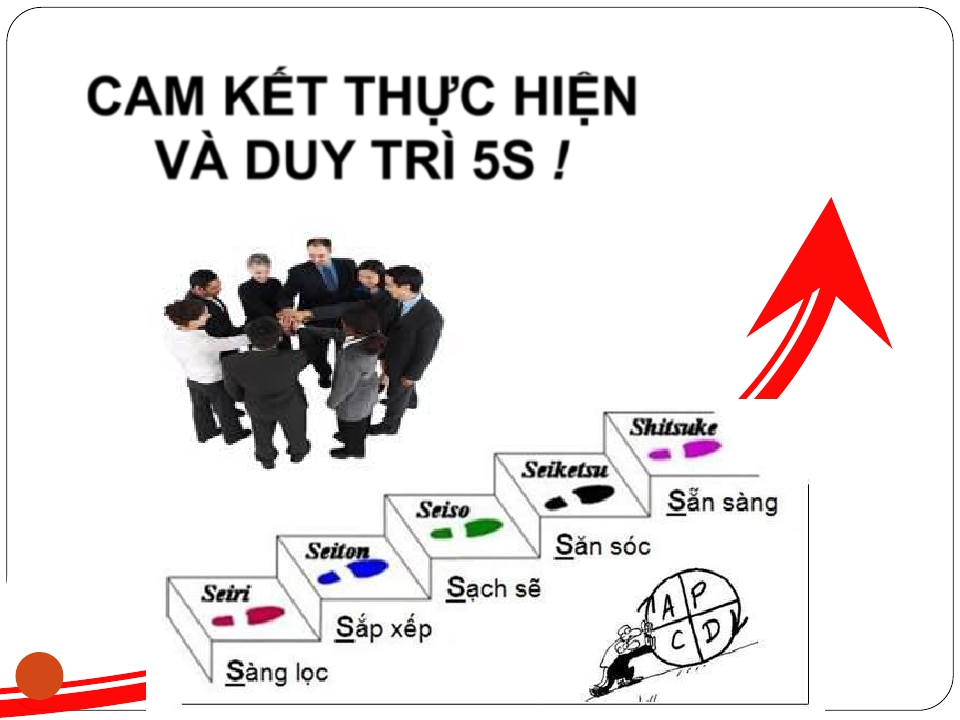 CAM KẾT THỰC HIỆN
VÀ DUY TRÌ 5S !
Shitsuke
Sẵn sàng
Seiketsu
Săn sóc
Seiso
Sạch sẽ
Seiton
Sắp xếp
Seiri
Sàng lọc
A P
C D